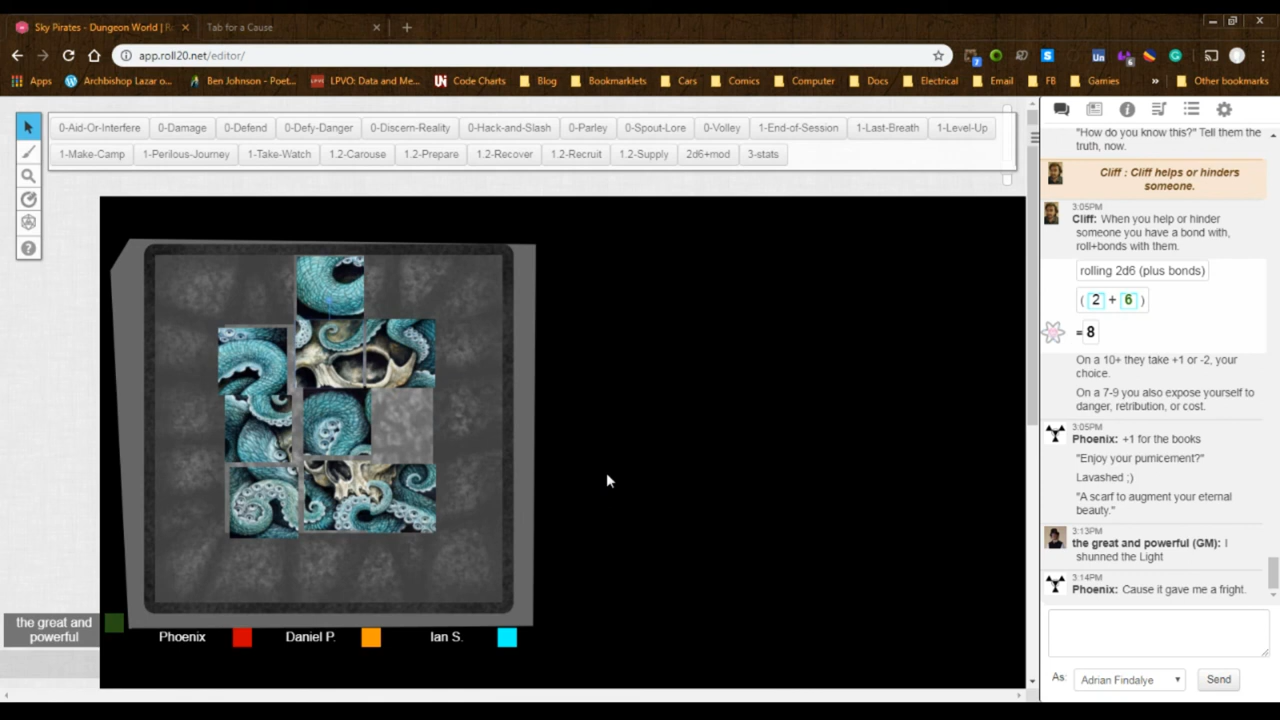 Sky Pirates - Dungeon World | R
Tab for a Cause
app.roll20.net/editor/
Apps
Archbishop Lazar o...
Ben Johnson - Poet...
LPVO: Data and Me...
Code Charts
Blog
Bookmarklets
Cars
Comics
Computer
Docs
Electrical
Email
FB
Games
»
Other bookmarks
0-Aid-Or-Interfere
0-Damage
0-Defend
0-Defy-Danger
0-Discern-Reality
0-Hack-and-Slash
0-Parley
0-Spout-Lore
0-Volley
1-End-of-Session
1-Last-Breath
1-Level-Up
1-Make-Camp
1-Perilous-Journey
1-Take-Watch
1.2-Carouse
1.2-Prepare
1.2-Recover
1.2-Recruit
1.2-Supply
2d6+mod
3-stats
the great and
powerful
Phoenix
Daniel P.
Ian S.
"How do you know this?" Tell them the
truth, now.
Cliff : Cliff helps or hinders
someone.
3:05PM
Cliff: When you help or hinder
someone you have a bond with,
roll+bonds with them.
rolling 2d6 (plus bonds)
( 2 + 6 )
= 8
On a 10+ they take +1 or -2, your
choice.
On a 7-9 you also expose yourself to
danger, retribution, or cost.
3:05PM
Phoenix: +1 for the books
"Enjoy your pumicement?"
Lavashed ;)
"A scarf to augment your eternal
beauty."
3:13PM
the great and powerful (GM): I
shunned the Light
3:14PM
Phoenix: Cause it gave me a fright.
As:
Adrian Findalye
Send